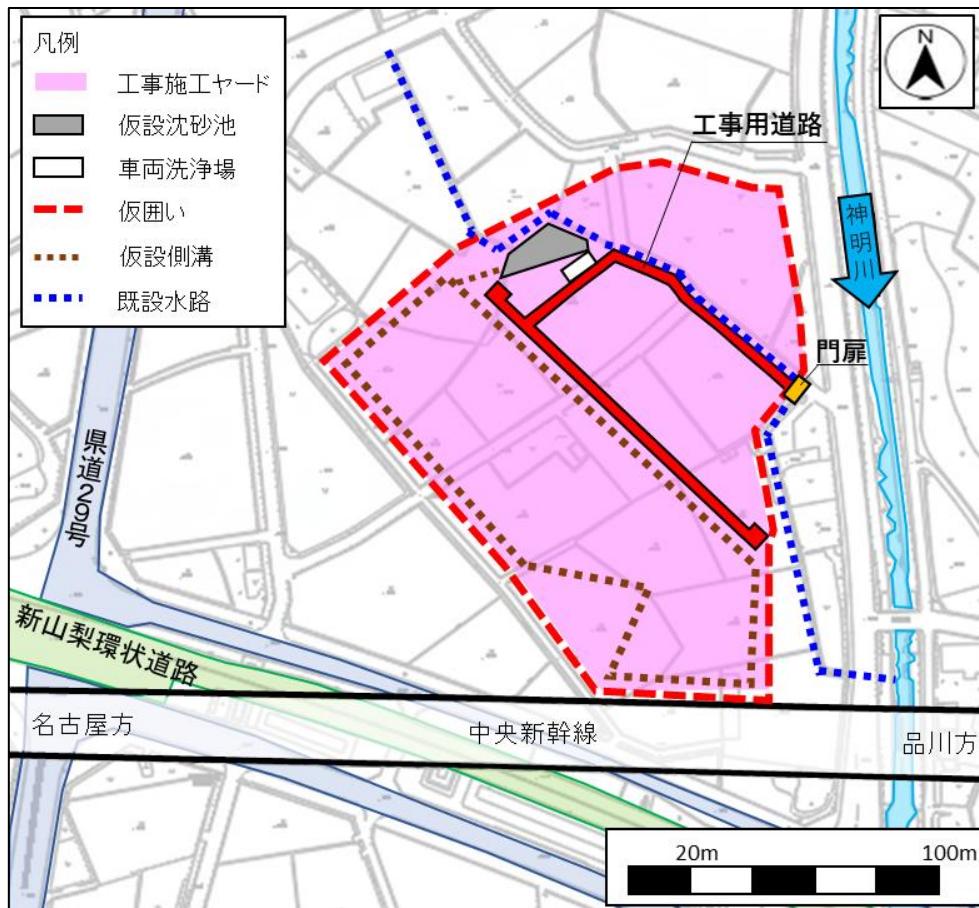 凡例
工事施工ヤード
仮設沈砂池
車両洗浄場
仮囲い
仮設側溝
既設水路
N
工事用道路
神明川
門扉
県道29号
新山梨環状道路
名古屋方
中央新幹線
品川方
20m
100m